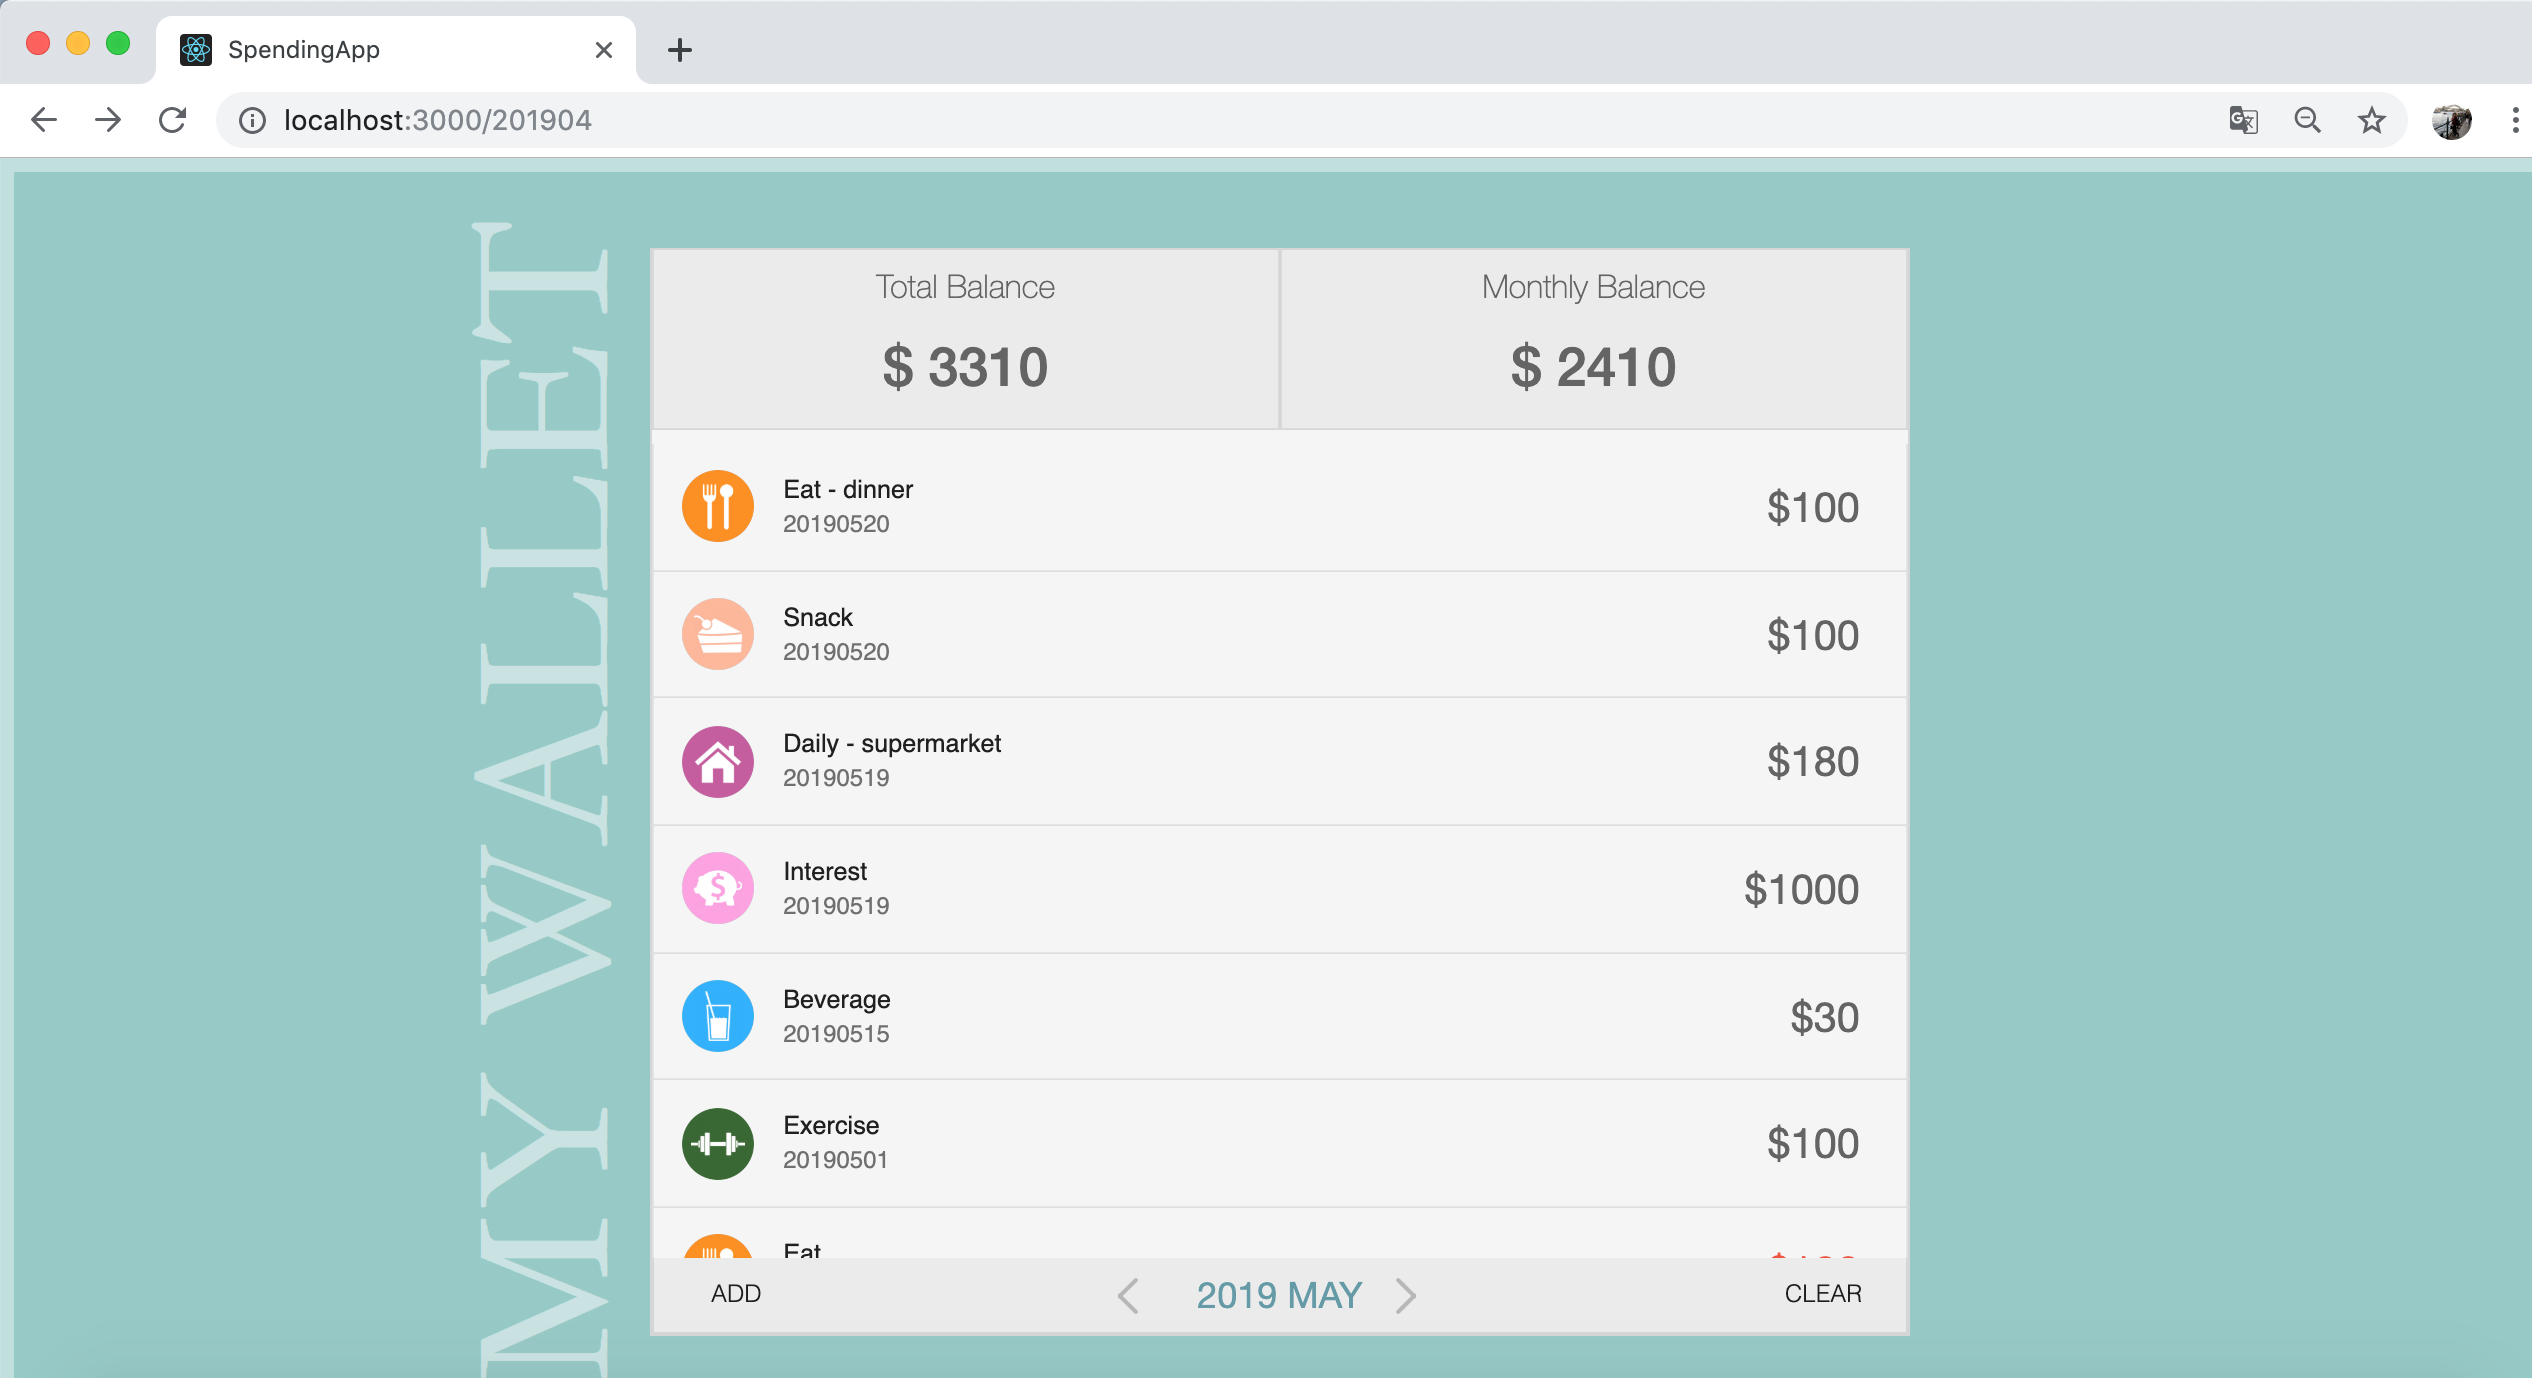 SpendingApp
localhost:3000/201904
MY WALLET
Total Balance
$ 3310
Monthly Balance
$ 2410
Eat - dinner
20190520
$100
Snack
20190520
$100
Daily - supermarket
20190519
$180
Interest
20190519
$1000
Beverage
20190515
$30
Exercise
20190501
$100
Eat
ADD
2019 MAY
CLEAR